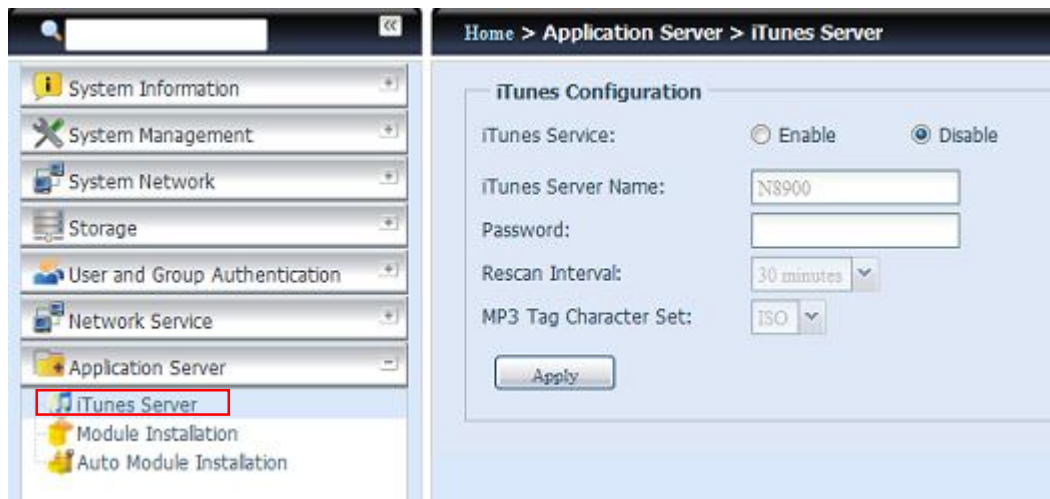 Home > Application Server > iTunes Server
System Information
System Management
System Network
Storage
User and Group Authentication
Network Service
Application Server
iTunes Server
Module Installation
Auto Module Installation
iTunes Configuration
iTunes Service: Enable Disable
iTunes Server Name: N8900
Password:
Rescan Interval: 30 minutes
MP3 Tag Character Set: ISO
Apply